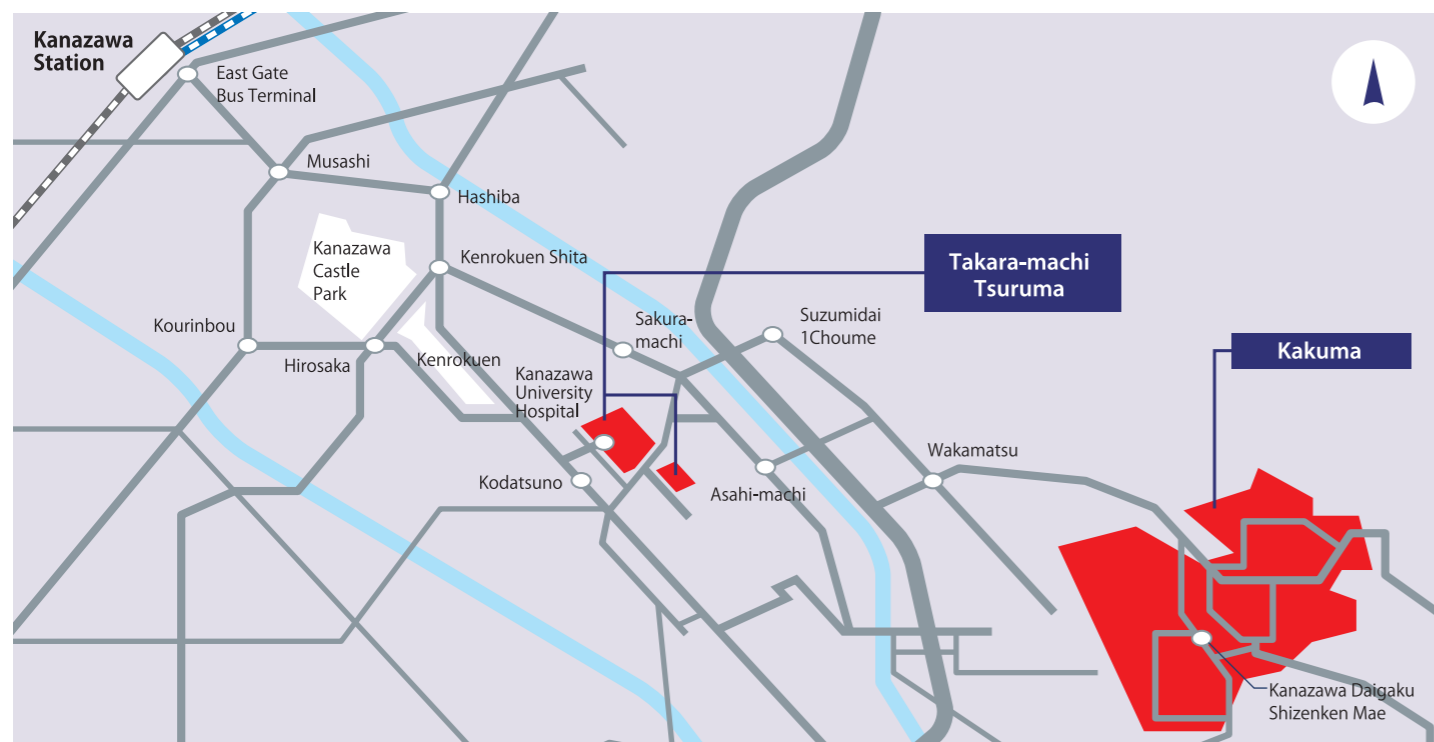 Kanazawa
Station
East Gate
Bus Terminal
Musashi
Hashiba
Kanazawa
Castle
Park
Kenrokuen Shita
Takara-machi
Tsuruma
Kourinbou
Hirosaka
Kenrokuen
Sakura-
machi
Suzumidai
1Choume
Kakuma
Kanazawa
University
Hospital
Kodatsuno
Asahi-machi
Wakamatsu
Kanazawa Daigaku
Shizenken Mae